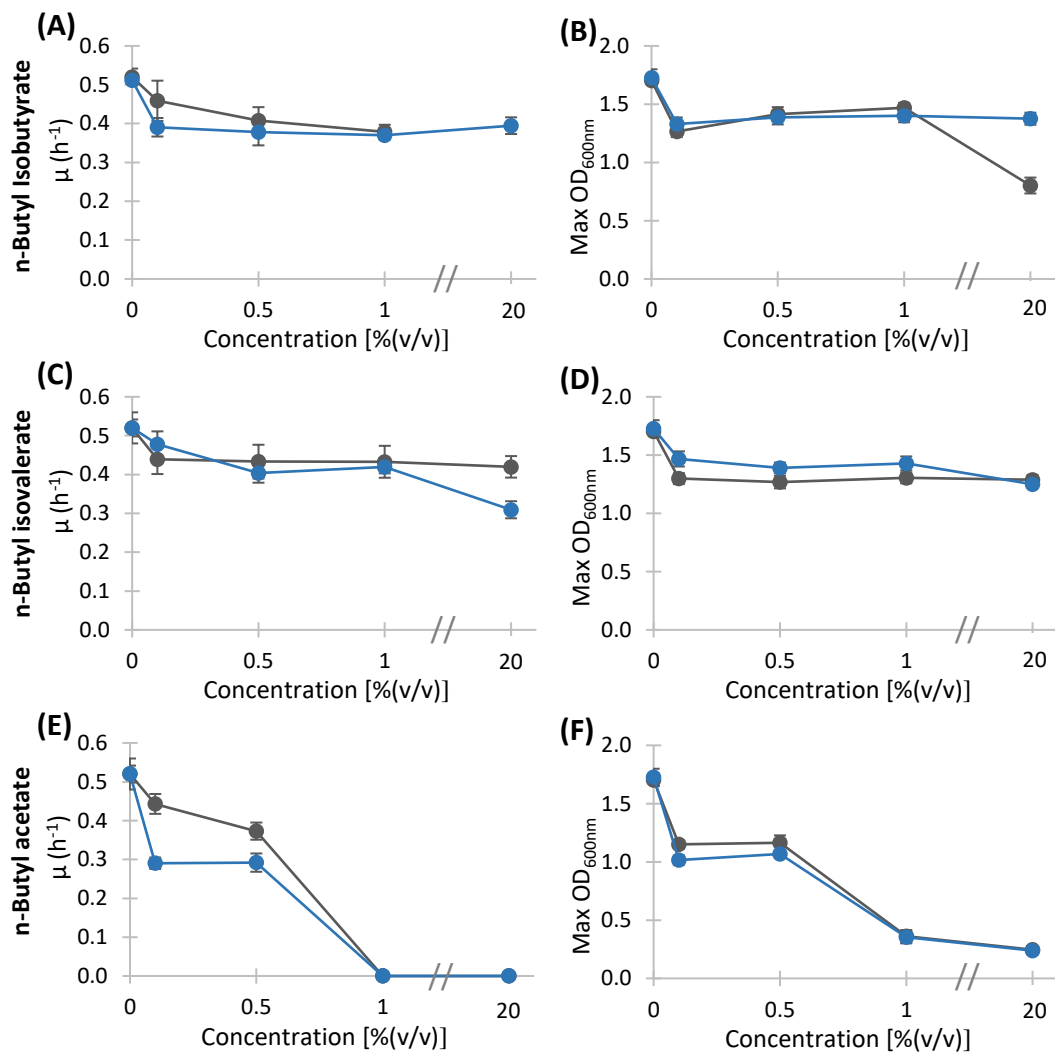 (A)
n-Butyl Isobutyrate
μ (h-1)
0.6
0.5
0.4
0.3
0.2
0.1
0.0
0 0.5 1 20
Concentration [%(v/v)]
(B)
Max OD600nm
2.0
1.5
1.0
0.5
0.0
0 0.5 1 20
Concentration [%(v/v)]
(C)
n-Butyl isovalerate
μ (h-1)
0.6
0.5
0.4
0.3
0.2
0.1
0.0
0 0.5 1 20
Concentration [%(v/v)]
(D)
Max OD600nm
2.0
1.5
1.0
0.5
0.0
0 0.5 1 20
Concentration [%(v/v)]
(E)
n-Butyl acetate
μ (h-1)
0.6
0.5
0.4
0.3
0.2
0.1
0.0
0 0.5 1 20
Concentration [%(v/v)]
(F)
Max OD600nm
2.0
1.5
1.0
0.5
0.0
0 0.5 1 20
Concentration [%(v/v)]